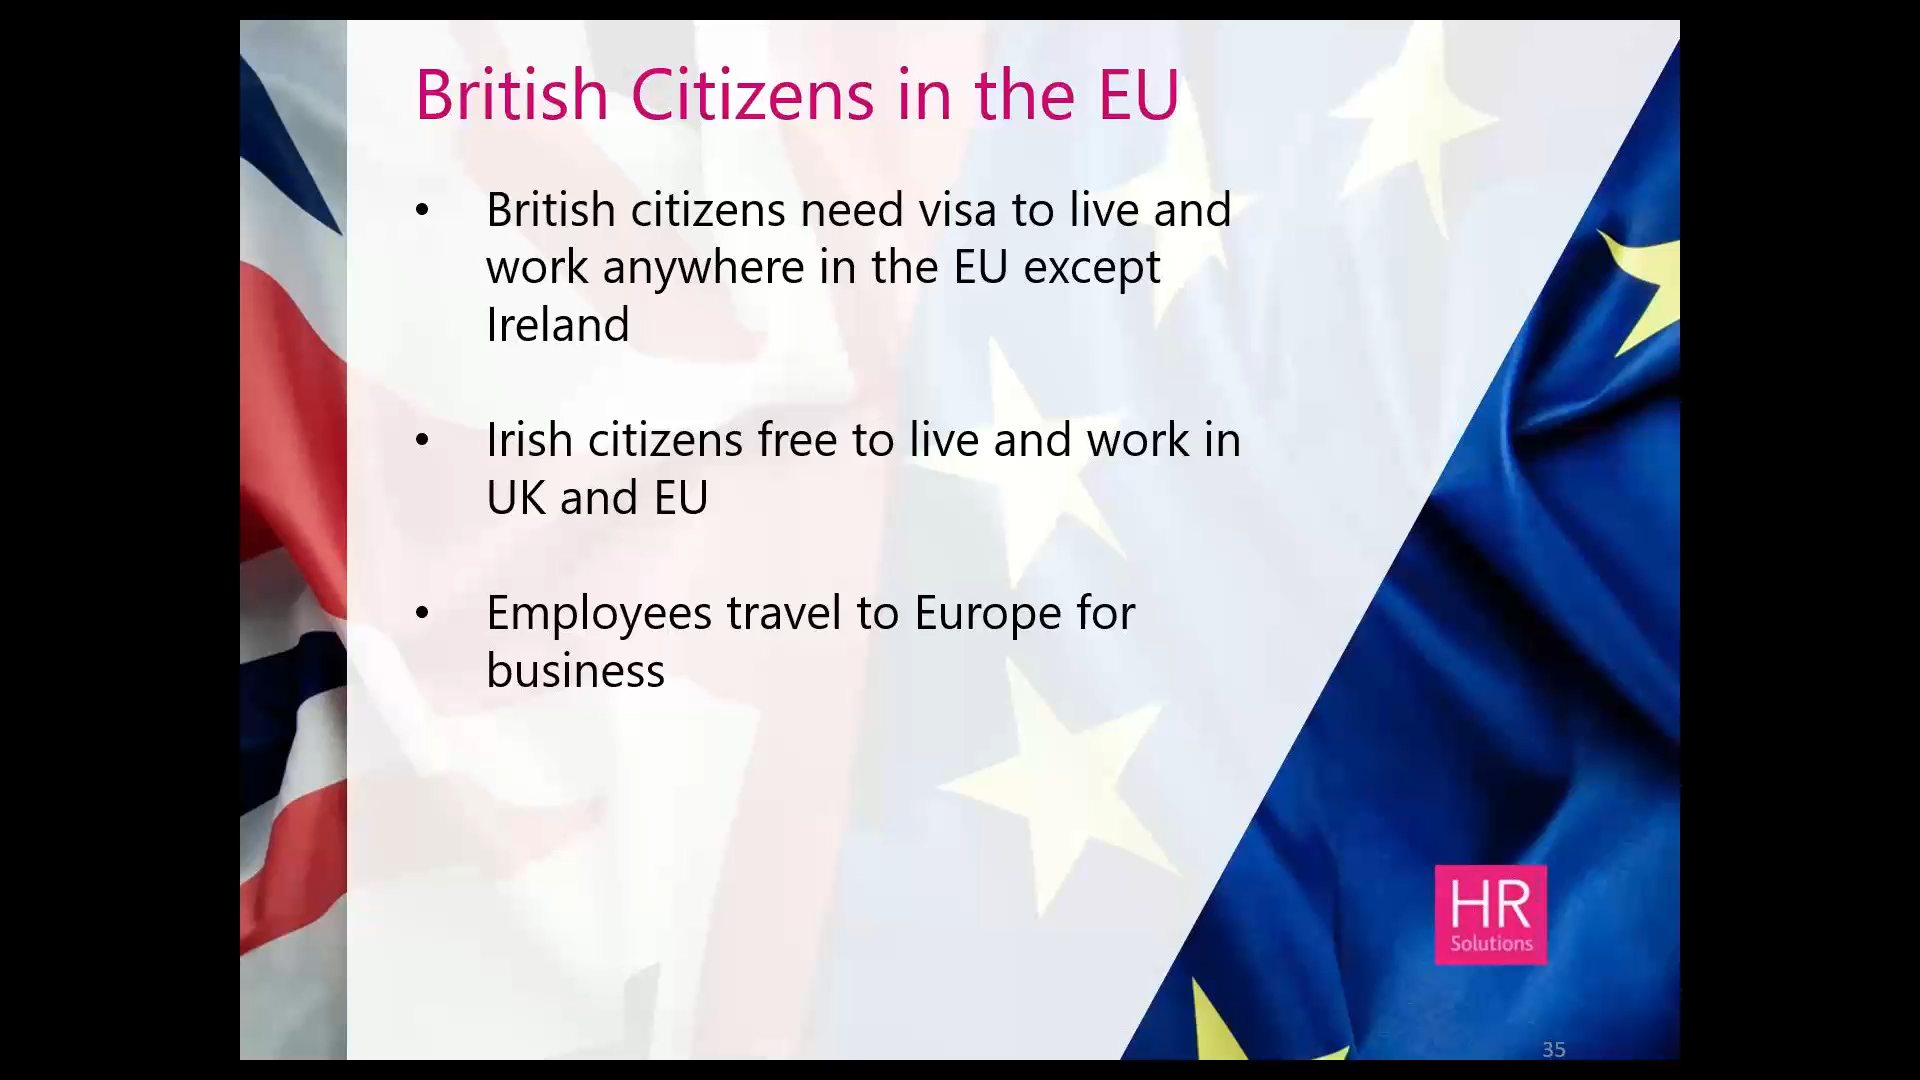 British Citizens in the EU
• British citizens need visa to live and
work anywhere in the EU except
Ireland
• Irish citizens free to live and work in
UK and EU
• Employees travel to Europe for
business
HR
Solutions
35